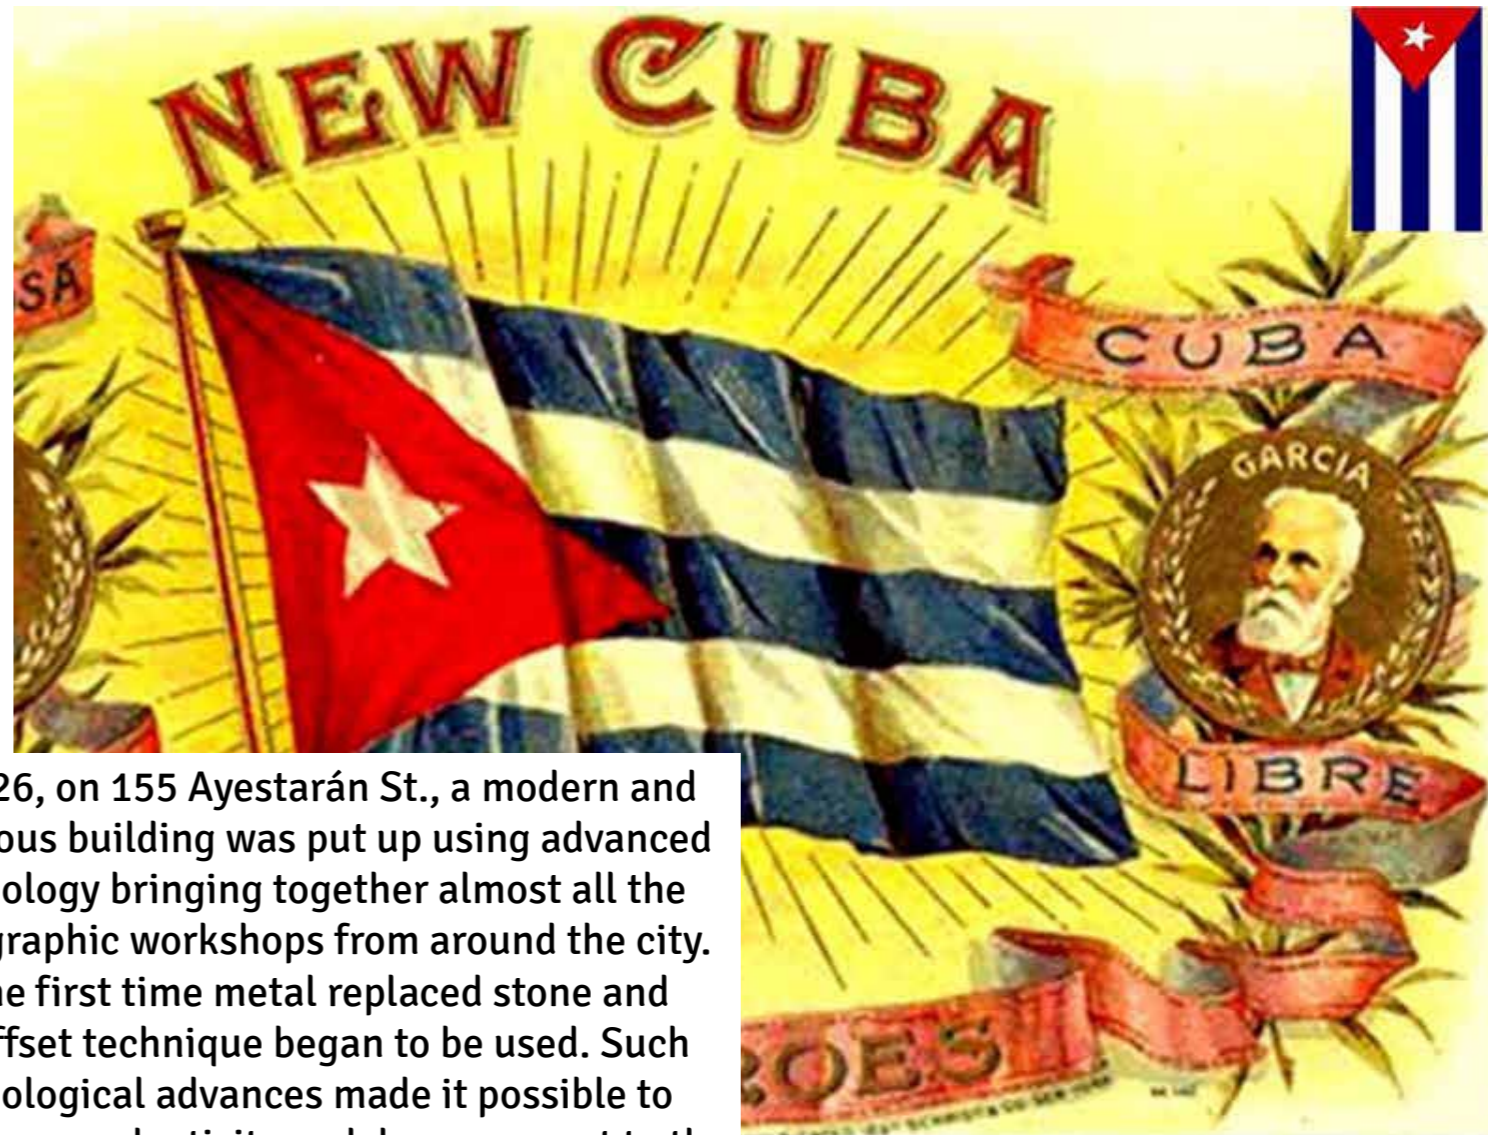 NEW CUBA
CUBA
GARCIA
LIBRE
26, on 155 Ayestarán St., a modern and
ous building was put up using advanced
ology bringing together almost all the
graphic workshops from around the city.
e first time metal replaced stone and
ffset technique began to be used. Such
ological advances made it possible to